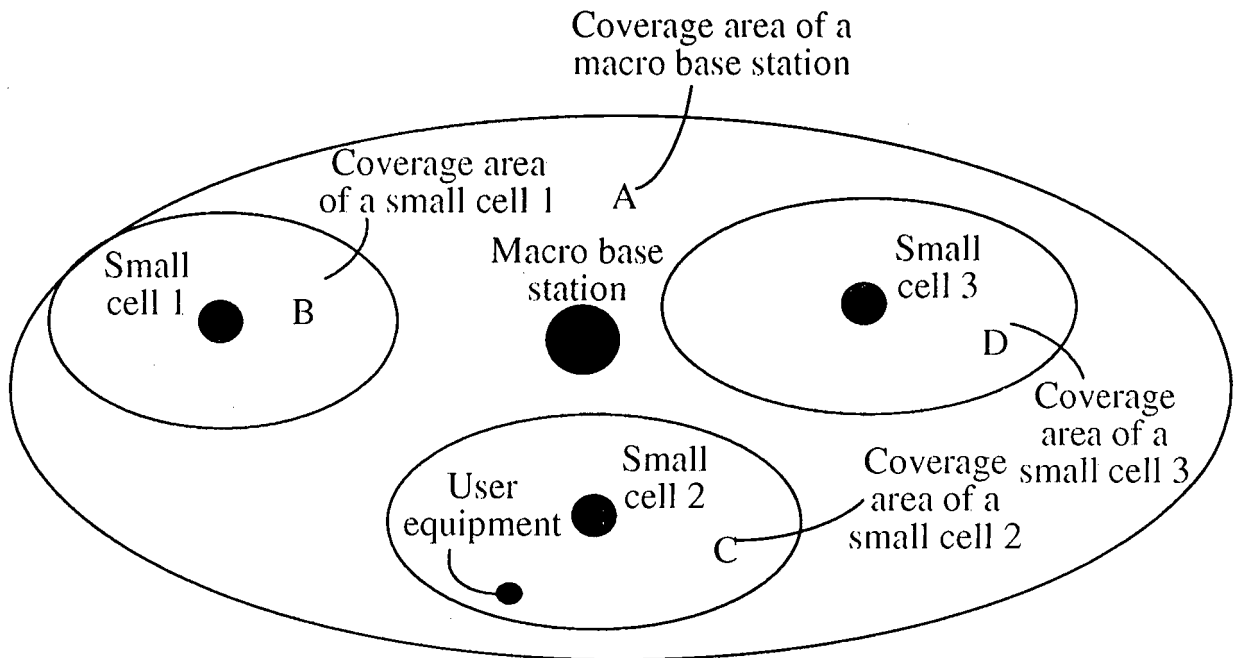 Coverage area of a
macro base station
Coverage area
of a small cell 1
A
Small
cell 1
B
Macro base
station
Small
cell 3
D
Coverage
area of a
small cell 3
Small
cell 2
User
equipment
C
Coverage
area of a
small cell 2